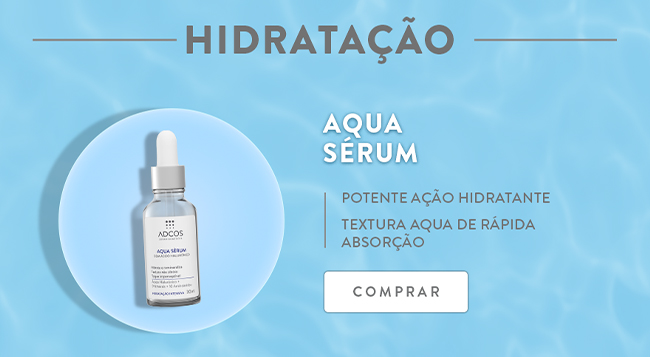 HIDRATAÇÃO
AQUA
SÉRUM
POTENTE AÇÃO HIDRATANTE
TEXTURA AQUA DE RÁPIDA
ABSORÇÃO
COMPRAR
ADCOS
AQUA SÉRUM